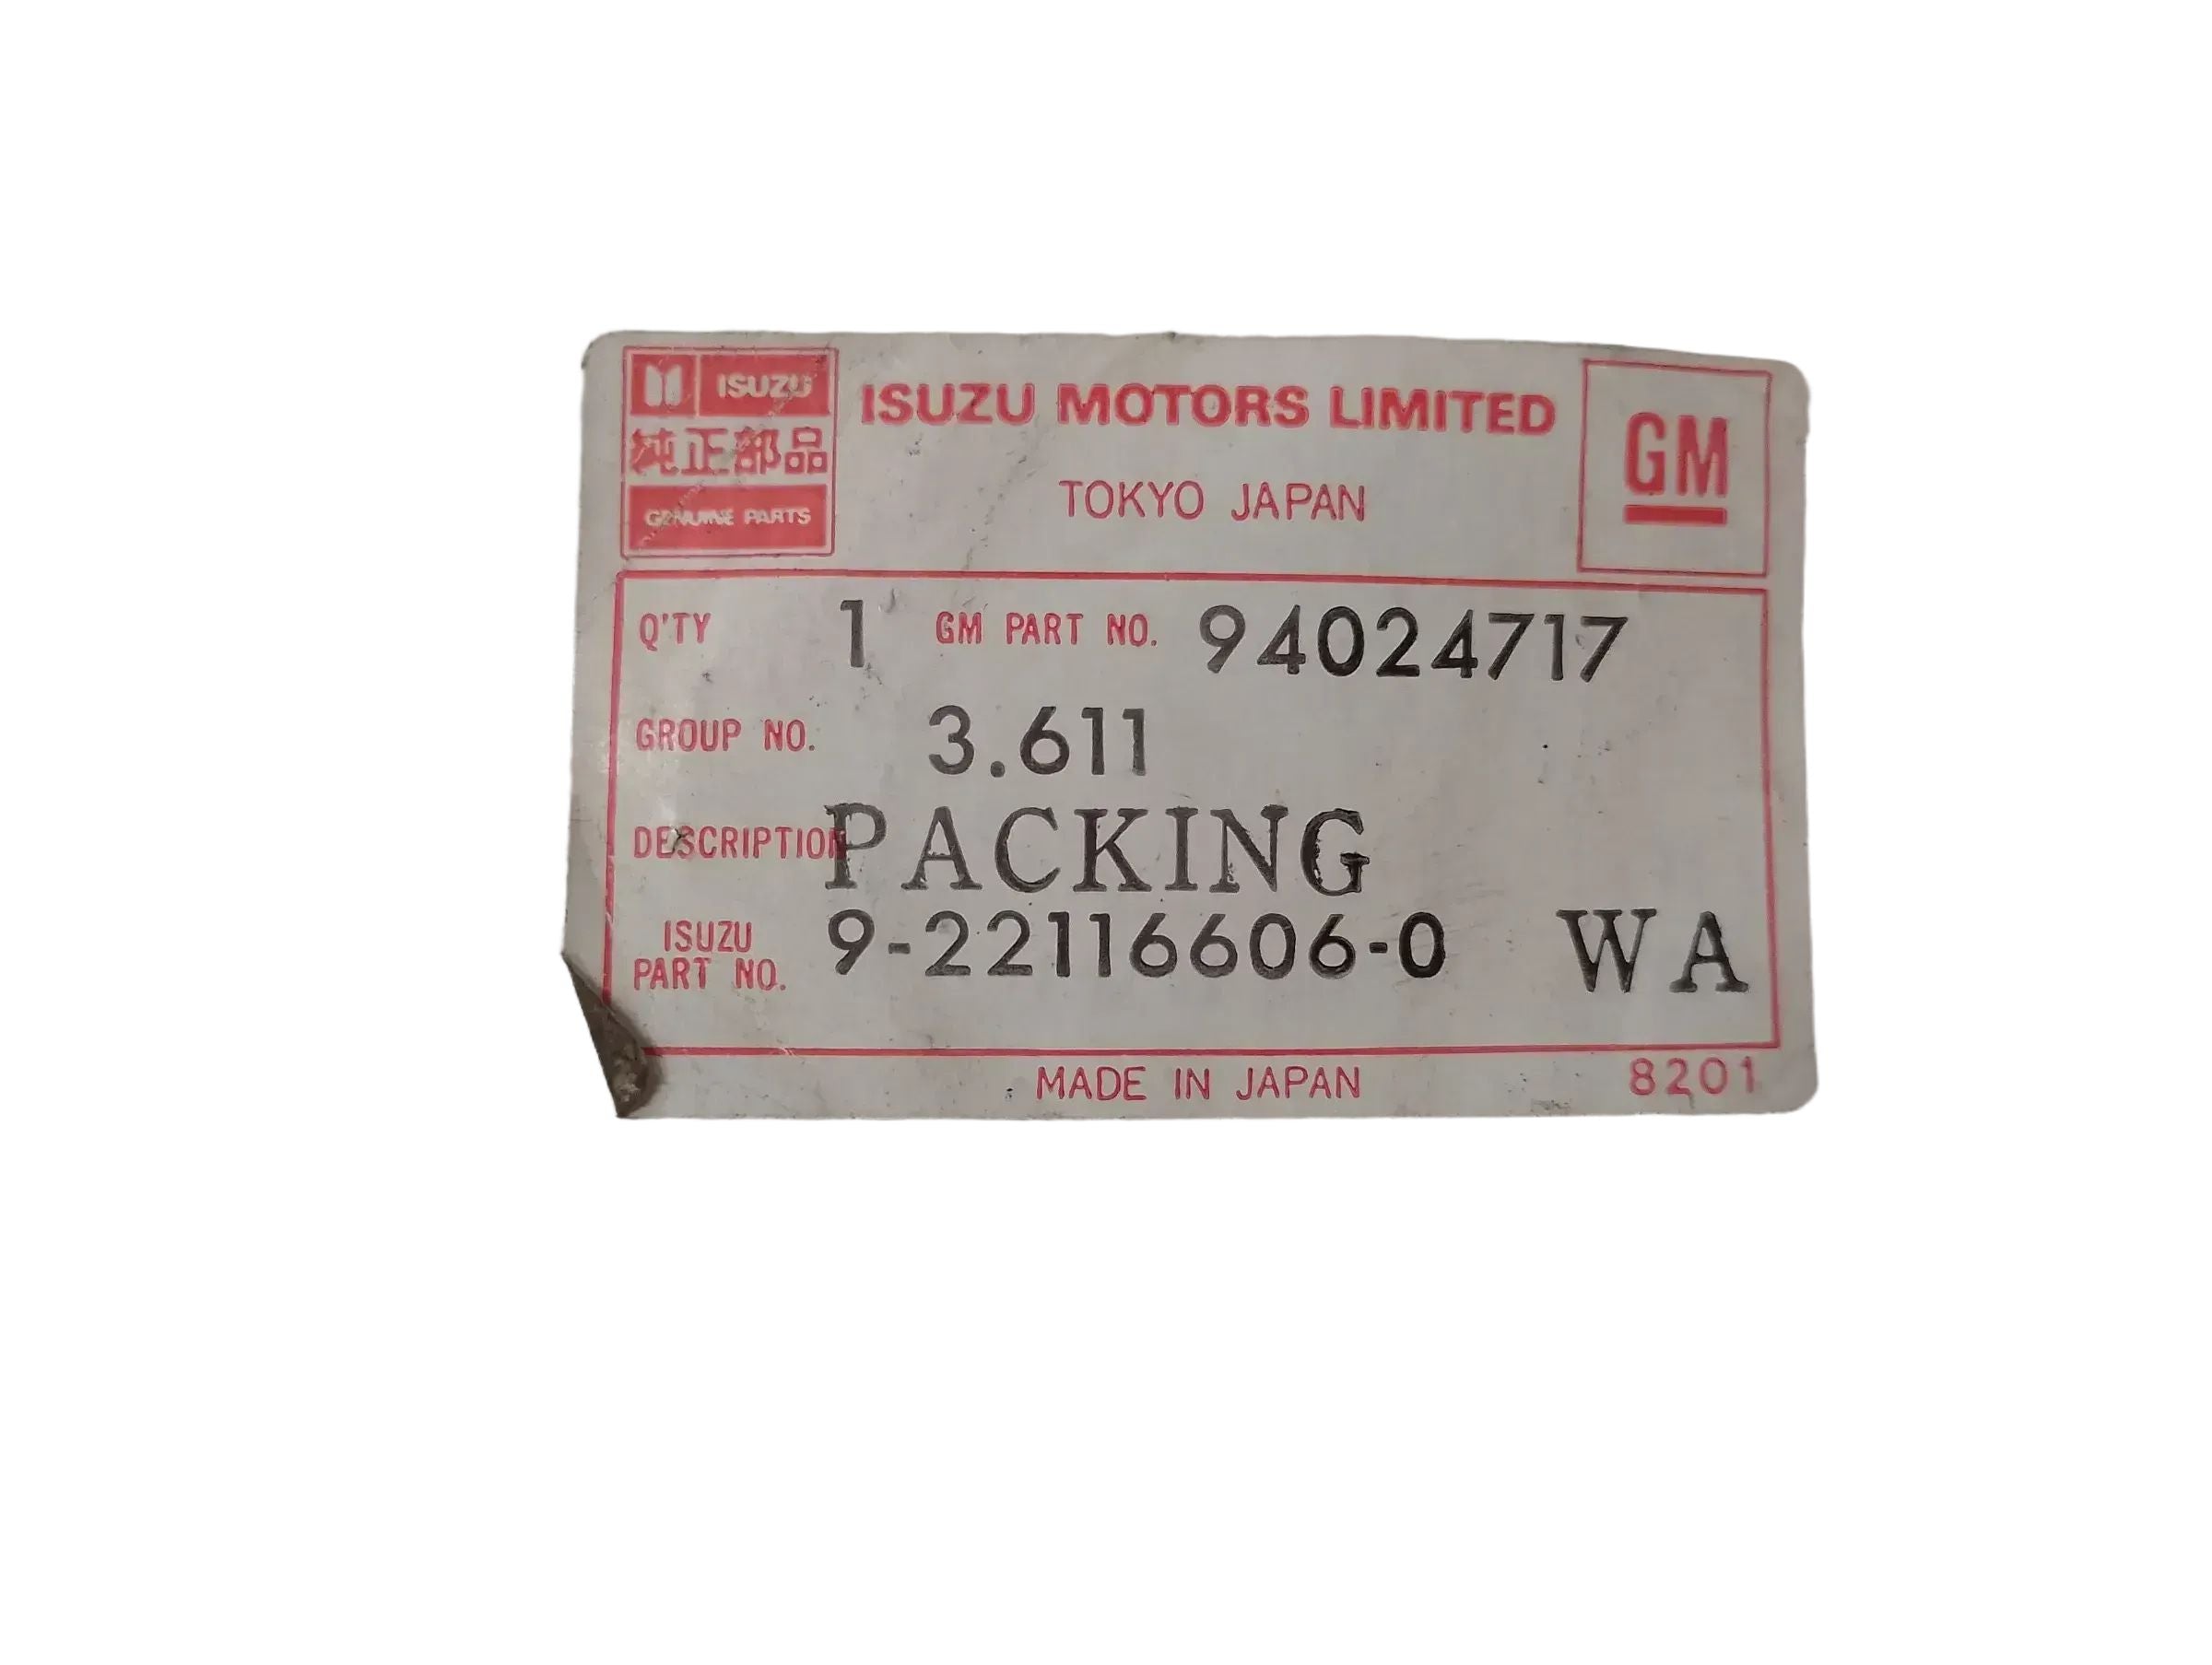 ISUZU
純正部品
GENUINE PARTS
ISUZU MOTORS LIMITED
TOKYO JAPAN
GM
Q'TY 1 GM PART NO. 94024717
GROUP NO. 3.611
DESCRIPTION PACKING
ISUZU PART NO. 9-22116606-0 WA
MADE IN JAPAN 8201